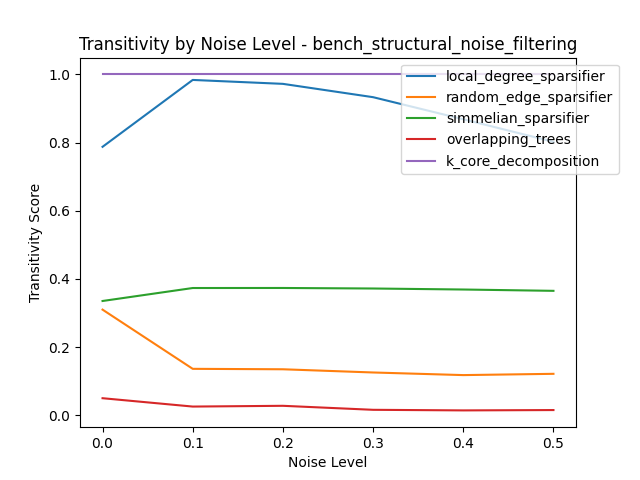 Transitivity by Noise Level - bench_structural_noise_filtering
Transitivity Score
1.0
0.8
0.6
0.4
0.2
0.0
0.0 0.1 0.2 0.3 0.4 0.5
Noise Level
local_degree_sparsifier
random_edge_sparsifier
simmelian_sparsifier
overlapping_trees
k_core_decomposition